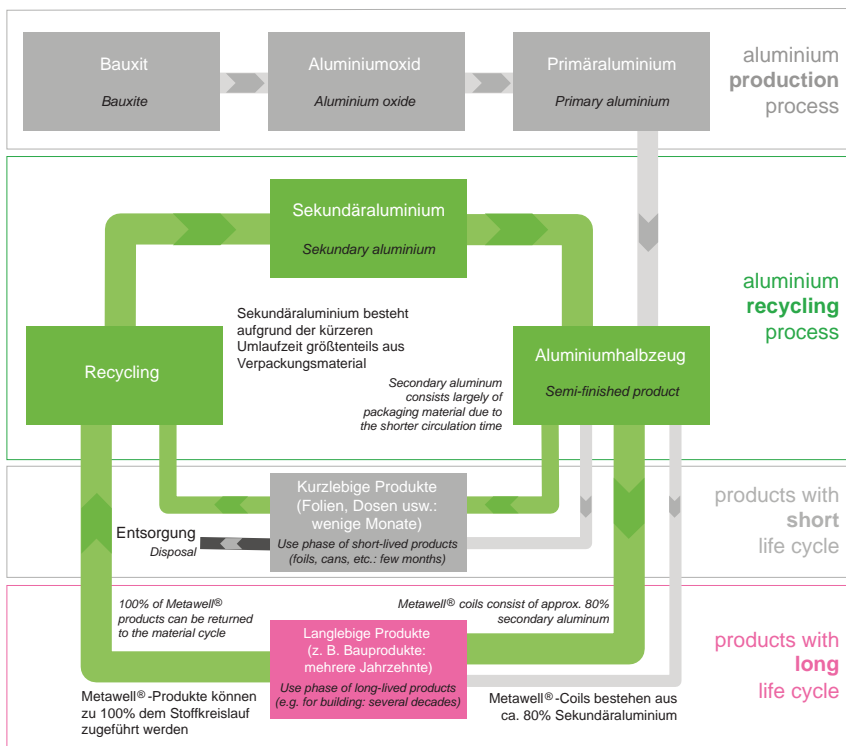 Bauxit
Bauxite
Aluminiumoxid
Aluminium oxide
Primäraluminium
Primary aluminium
aluminium
production
process
Sekundäraluminium
Sekundary aluminium
aluminium
recycling
process
Sekundäraluminium besteht
aufgrund der kürzeren
Umlaufzeit größtenteils aus
Verpackungsmaterial
Recycling
Aluminiumhalbzeug
Semi-finished product
Secondary aluminum
consists largely of
packaging material due to
the shorter circulation time
Kurzlebige Produkte
(Folien, Dosen usw.:
wenige Monate)
Use phase of short-lived products
(foils, cans, etc.: few months)
Entsorgung
Disposal
products with
short
life cycle
100% of Metawell®
products can be returned
to the material cycle
Metawell® coils consist of approx. 80%
secondary aluminum
Langlebige Produkte
(z. B. Bauprodukte:
mehrere Jahrzehnte)
Use phase of long-lived products
(e.g. for building: several decades)
products with
long
life cycle
Metawell®-Produkte können
zu 100% dem Stoffkreislauf
zugeführt werden
Metawell®-Coils bestehen aus
ca. 80% Sekundäraluminium